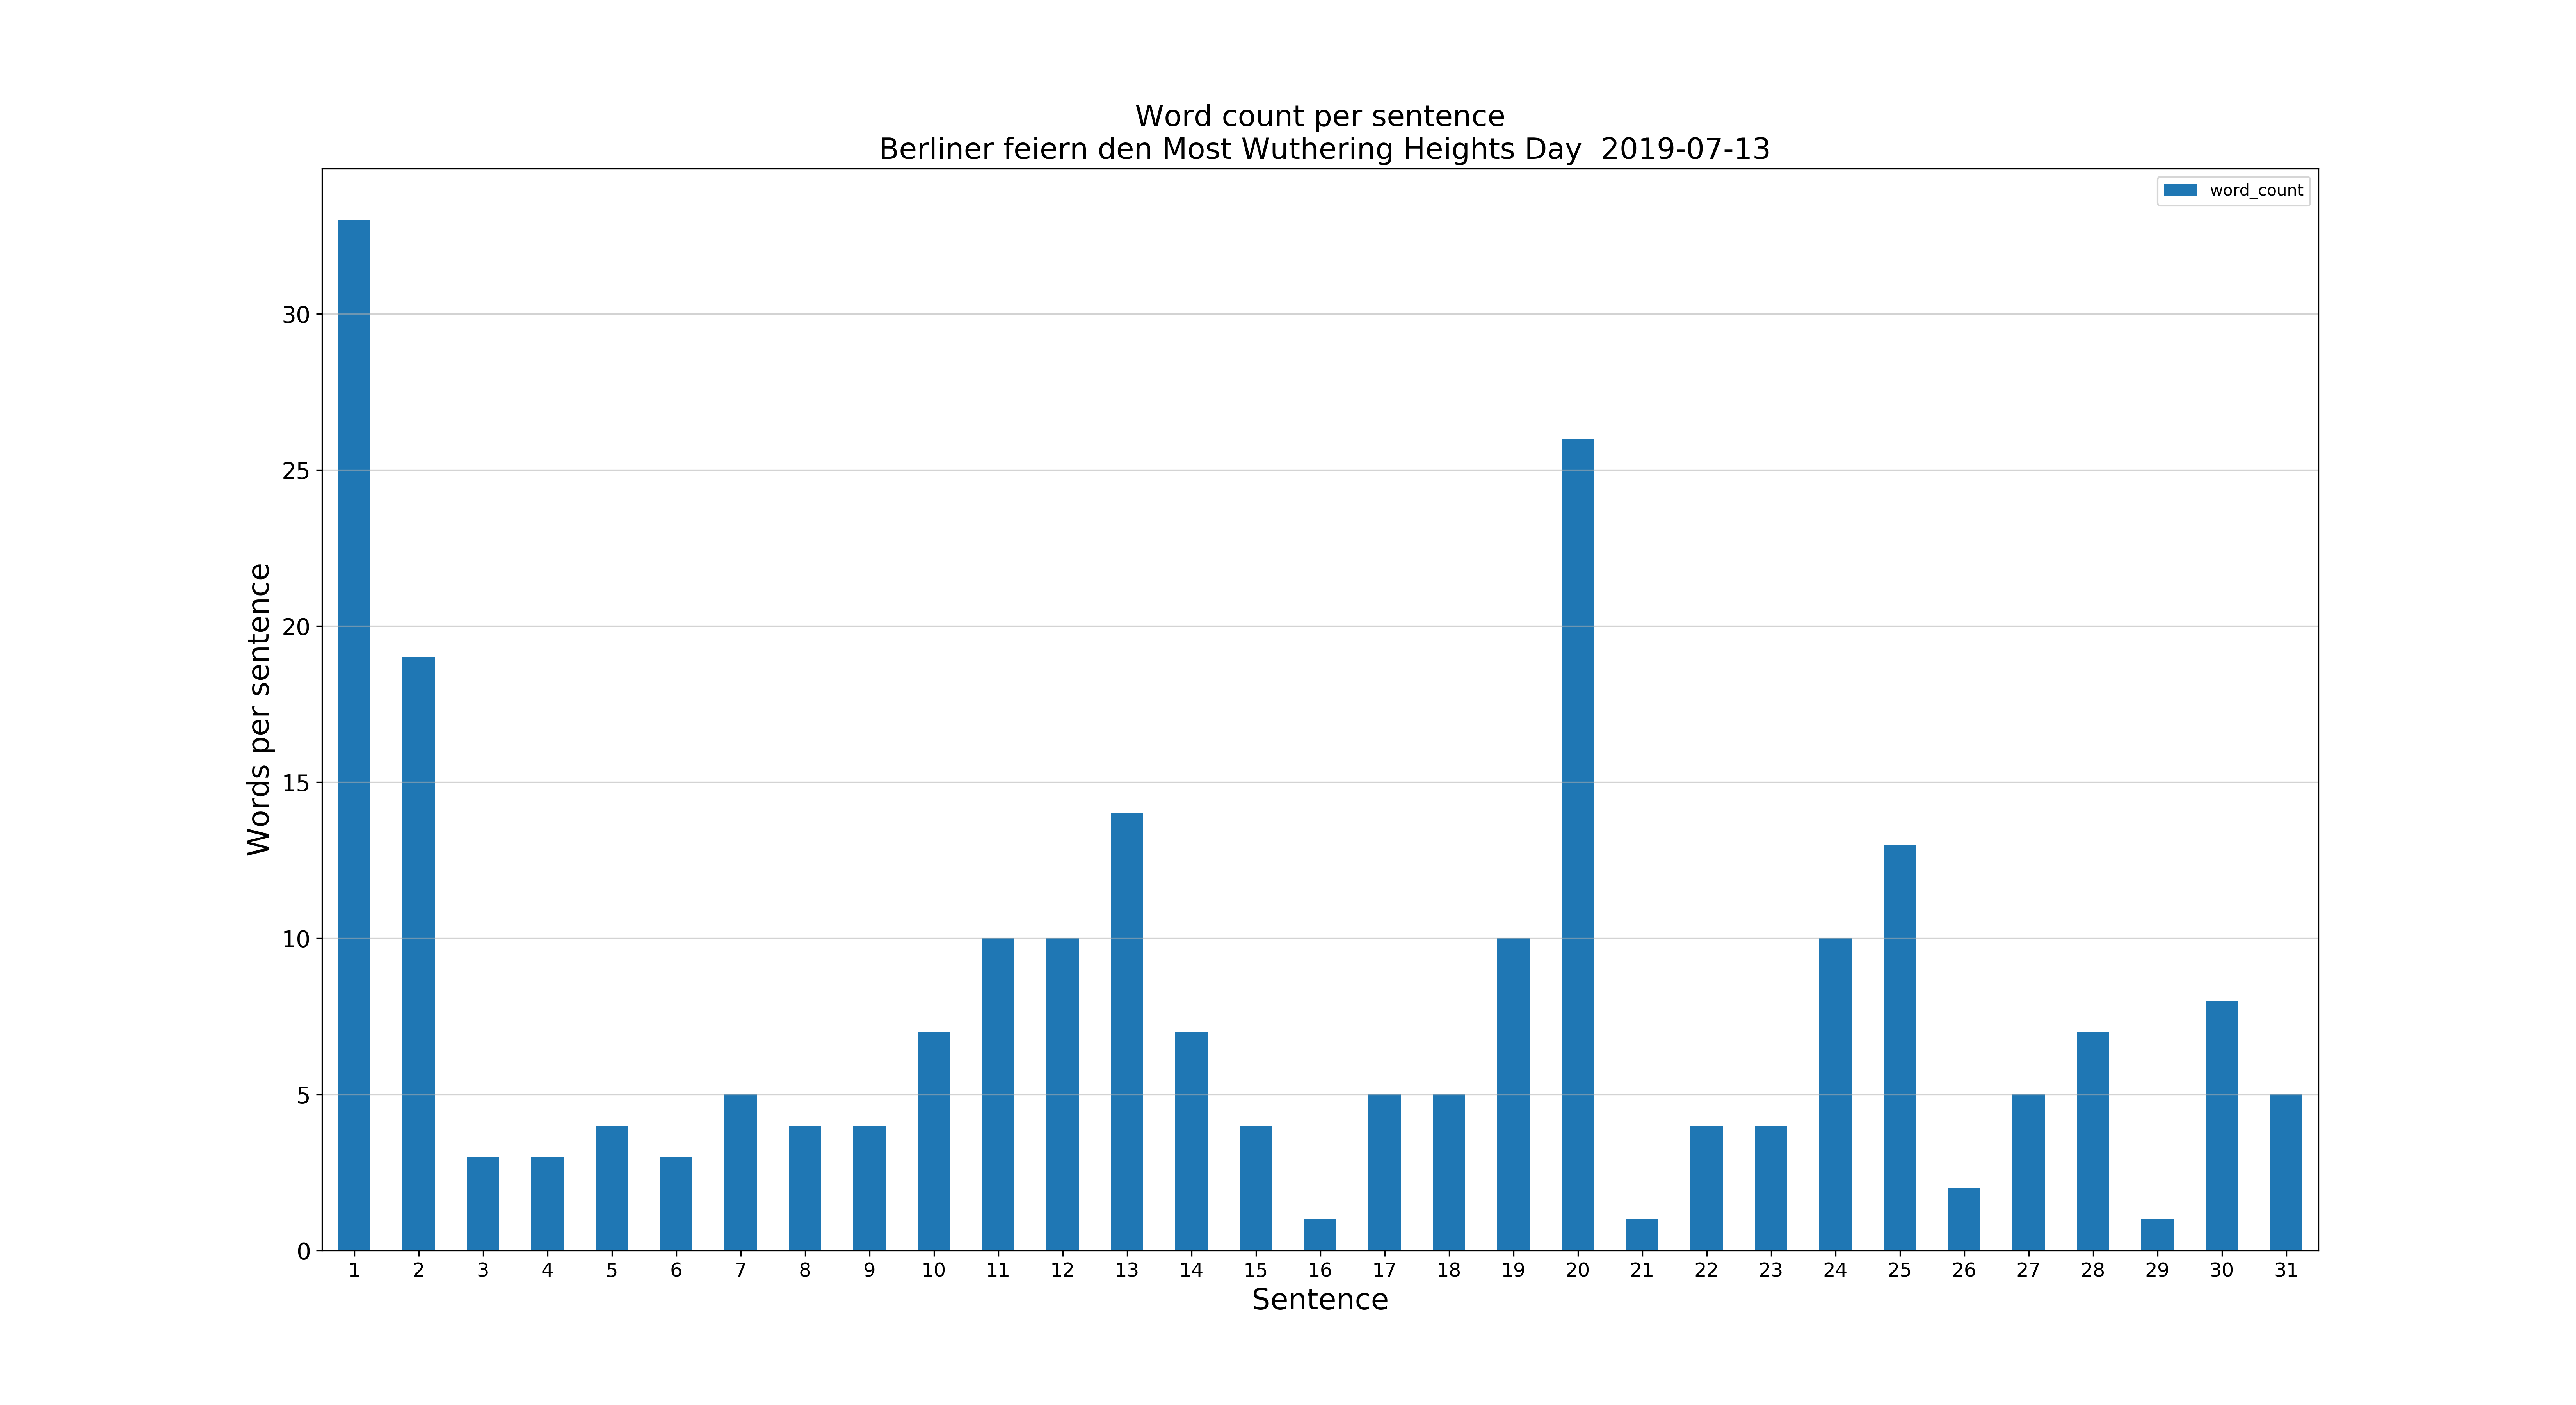 Word count per sentence
Berliner feiern den Most Wuthering Heights Day  2019-07-13
word_count
30
25
20
15
10
5
0
Words per sentence
1 2 3 4 5 6 7 8 9 10 11 12 13 14 15 16 17 18 19 20 21 22 23 24 25 26 27 28 29 30 31
Sentence